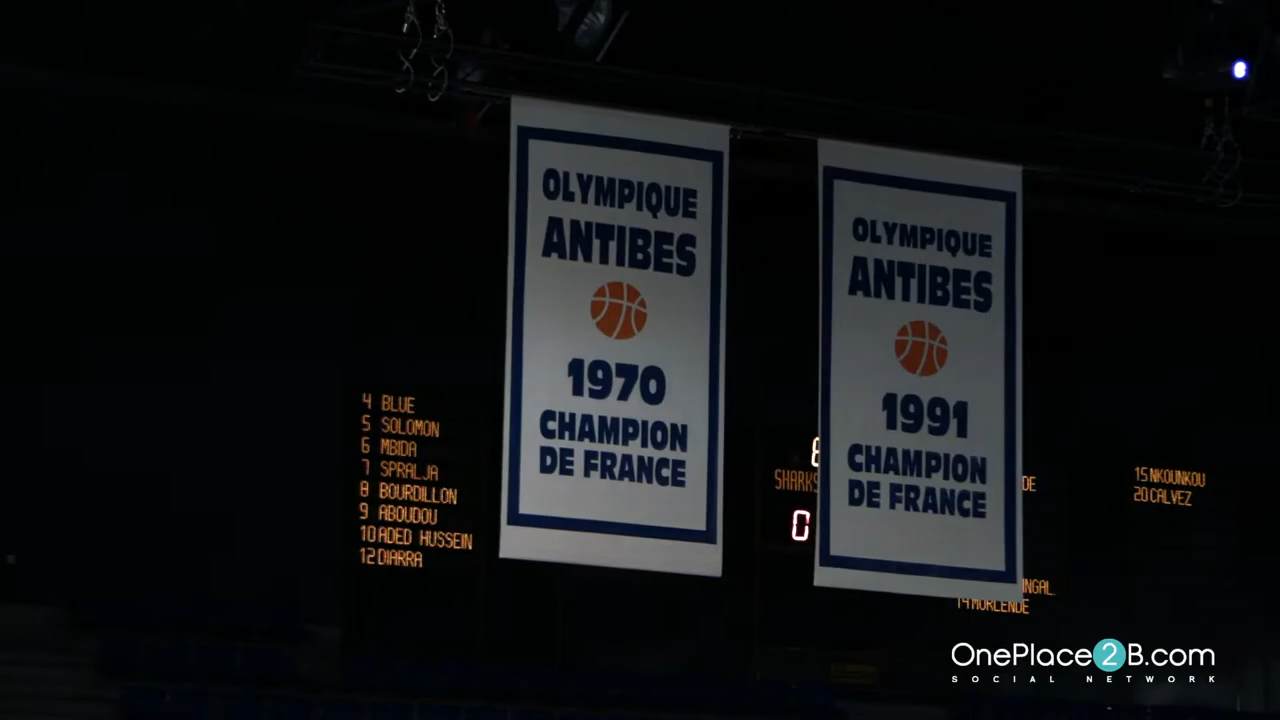 OLYMPIQUE
ANTIBES
1970
CHAMPION
DE FRANCE
OLYMPIQUE
ANTIBES
1991
CHAMPION
DE FRANCE
4 BLUE
5 SOLOMON
6 MBIDA
7 SPRALJA
8 BOURDILLON
9 ABOUDOU
10 ADED HUSSEIN
12 DIARRA
SHARKS
0
15 NKOUNKOU
20 CALVEZ
14 MORLENDE
OnePlace2B.com
SOCIAL NETWORK